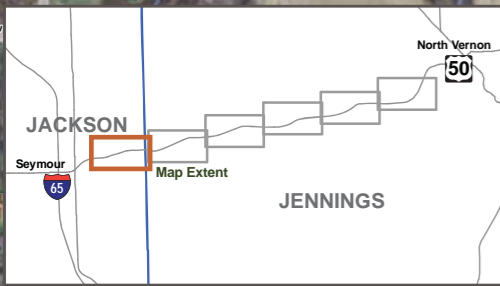 North Vernon
50
JACKSON
Seymour
65
Map Extent
JENNINGS